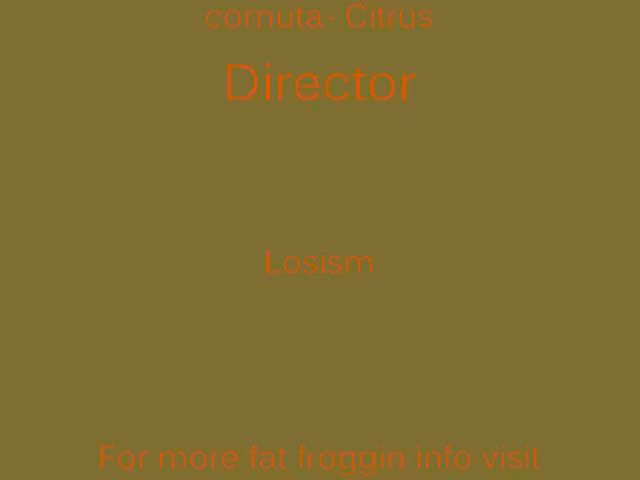 cornuta- Citrus
Director
Losism
For more fat froggin info visit